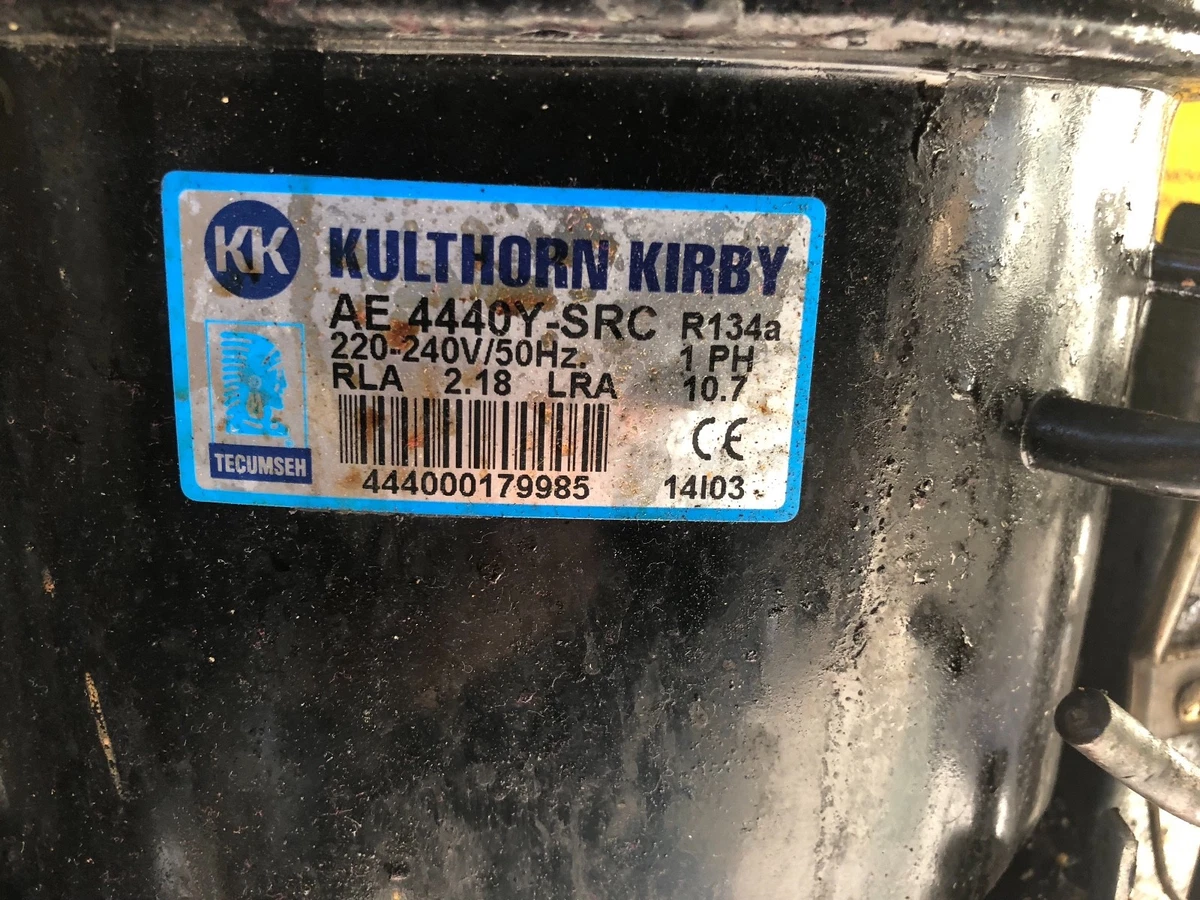 KK KULTHORN KIRBY
AE 4440Y-SRC R134a
220-240V/50Hz. 1 PH
RLA 2.18 LRA 10.7
CE
TECUMSEH
444000179985 14I03